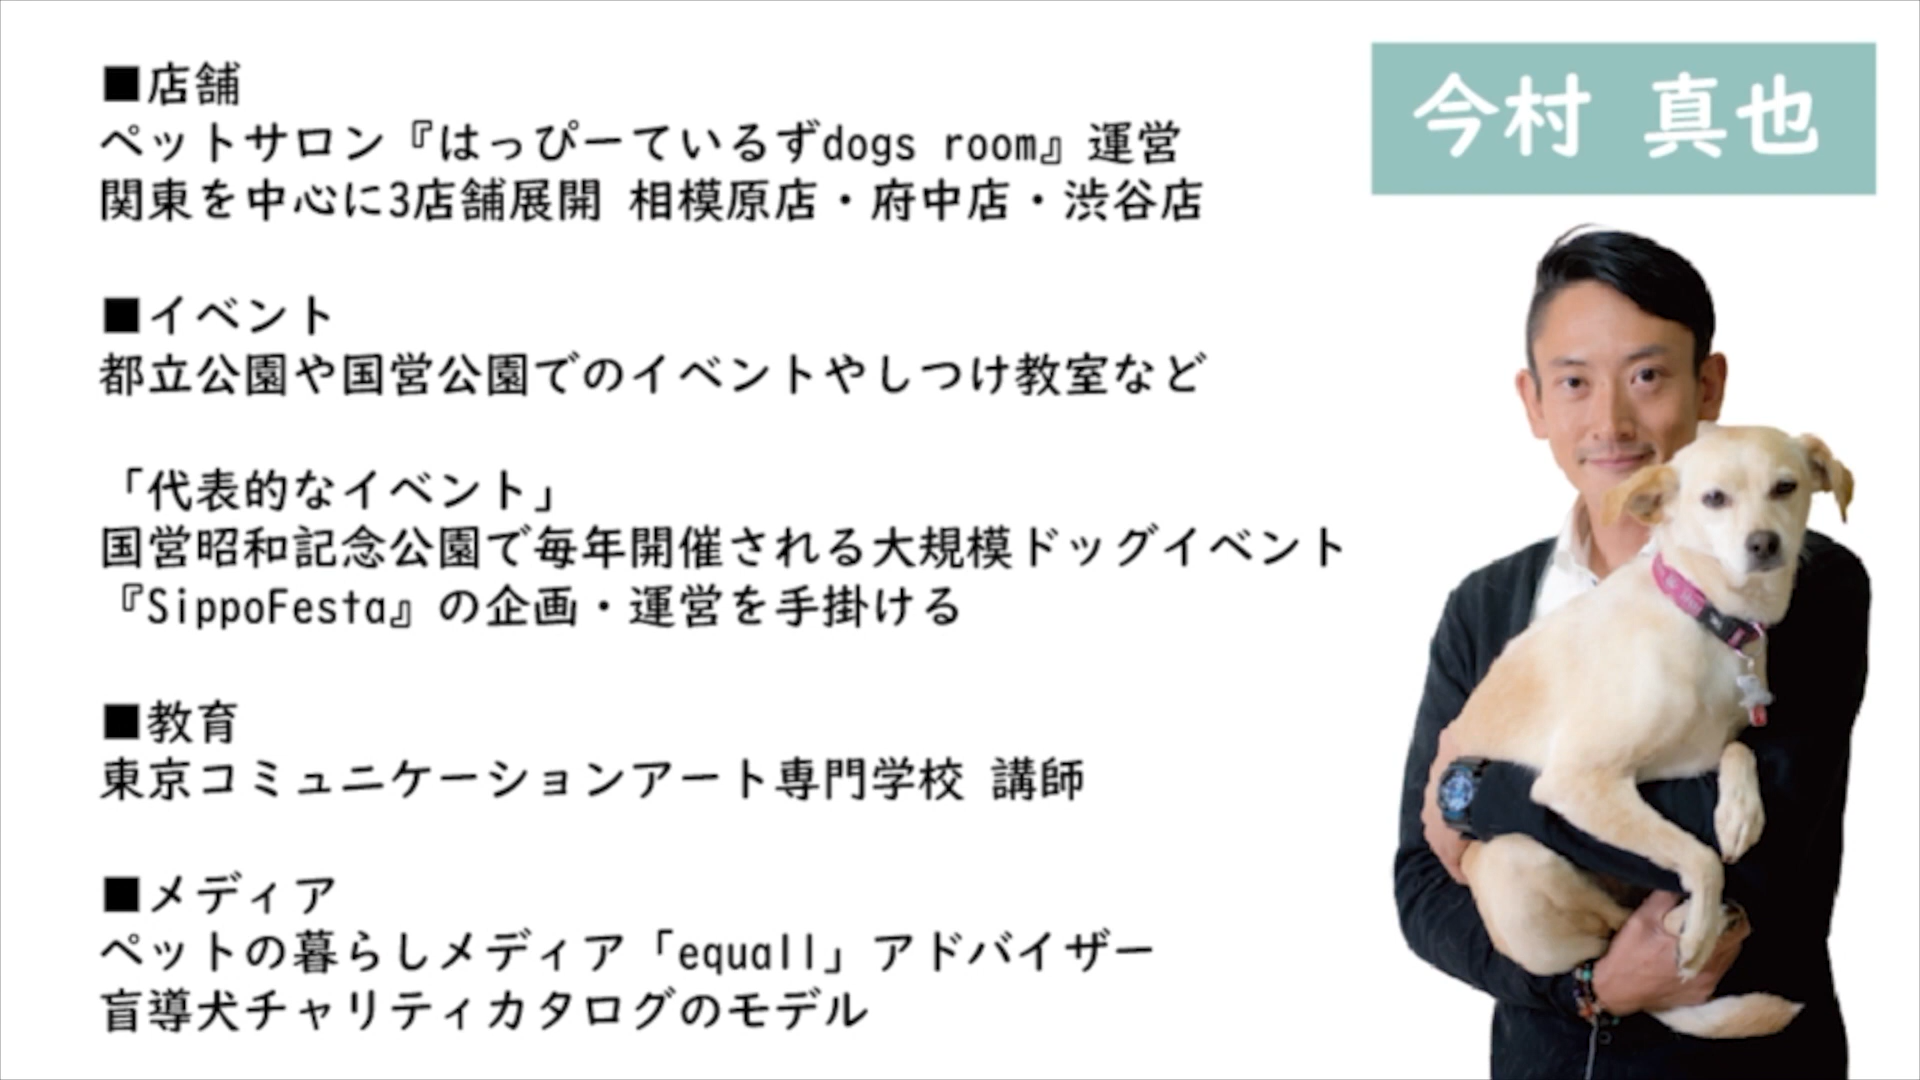 今村 真也
■店舗
ペットサロン『はっぴーているずdogs room』運営
関東を中心に3店舗展開 相模原店・府中店・渋谷店
■イベント
都立公園や国営公園でのイベントやしつけ教室など
「代表的なイベント」
国営昭和記念公園で毎年開催される大規模ドッグイベント
『SippoFesta』の企画・運営を手掛ける
■教育
東京コミュニケーションアート専門学校 講師
■メディア
ペットの暮らしメディア「equall」アドバイザー
盲導犬チャリティカタログのモデル